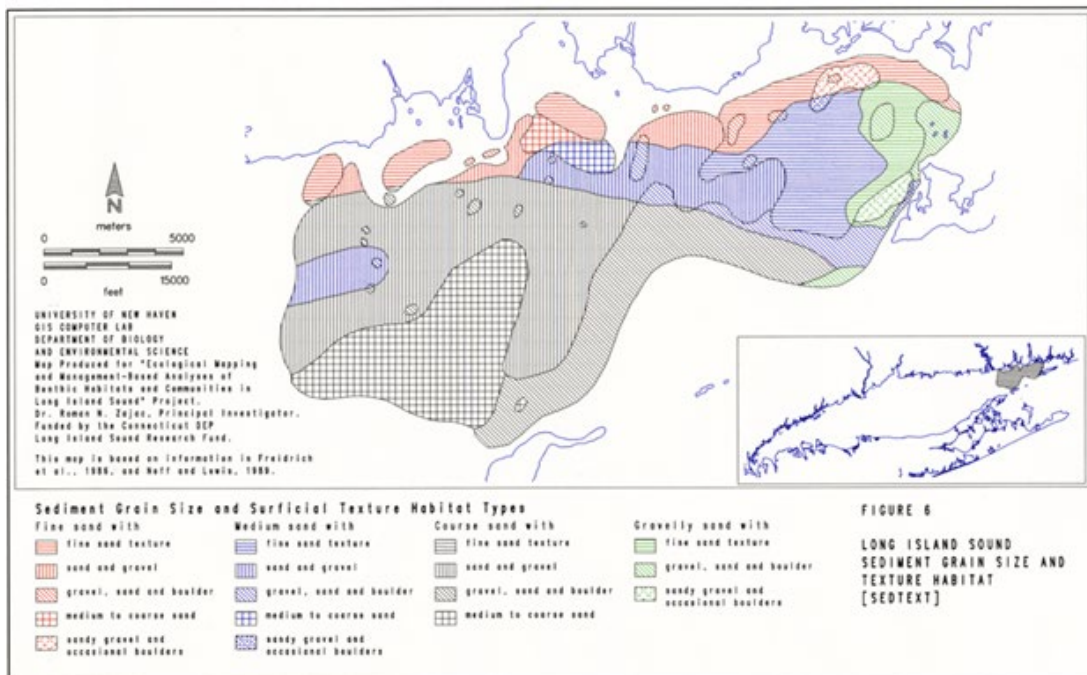 ?
N
meters
0 5000
0 15000
feet
UNIVERSITY OF NEW HAVEN
GIS COMPUTER LAB
DEPARTMENT OF BIOLOGY
AND ENVIRONMENTAL SCIENCE
Map Produced for "Ecological Mapping
and Management-Based Analyses of
Benthic Habitats and Communities in
Long Island Sound" Project.
Dr. Roman N. Zajac, Principal Investigator.
Funded by the Connecticut DEP
Long Island Sound Research Fund.
This map is based on information in Freidrich
et al., 1986, and Neff and Lewis, 1989.
Sediment Grain Size and Surficial Texture Habitat Types
Fine sand with
fine sand texture
sand and gravel
gravel, sand and boulder
medium to coarse sand
sandy gravel and
occasional boulders
Medium sand with
fine sand texture
sand and gravel
gravel, sand and boulder
medium to coarse sand
sandy gravel and
occasional boulders
Course sand with
fine sand texture
sand and gravel
gravel, sand and boulder
medium to coarse sand
Gravelly sand with
fine sand texture
gravel, sand and boulder
sandy gravel and
occasional boulders
FIGURE 6
LONG ISLAND SOUND
SEDIMENT GRAIN SIZE AND
TEXTURE HABITAT
[SEDTEXT]